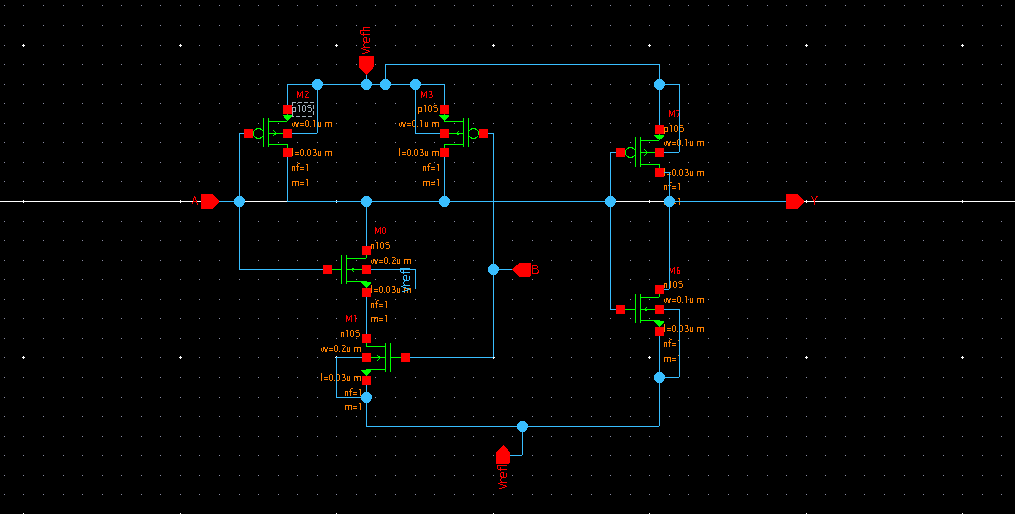 vrefh
M2
p105
w=0.1u m
l=0.03u m
nf=1
m=1
M3
p105
w=0.1u m
l=0.03u m
nf=1
m=1
p105
w=0.1u m
l=0.03u m
nf=1
A
Y
M0
n105
w=0.2u m
l=0.03u m
nf=1
m=1
vrefl
B
M6
n105
w=0.1u m
l=0.03u m
M1
n105
w=0.2u m
l=0.03u m
nf=1
m=1
vrefl